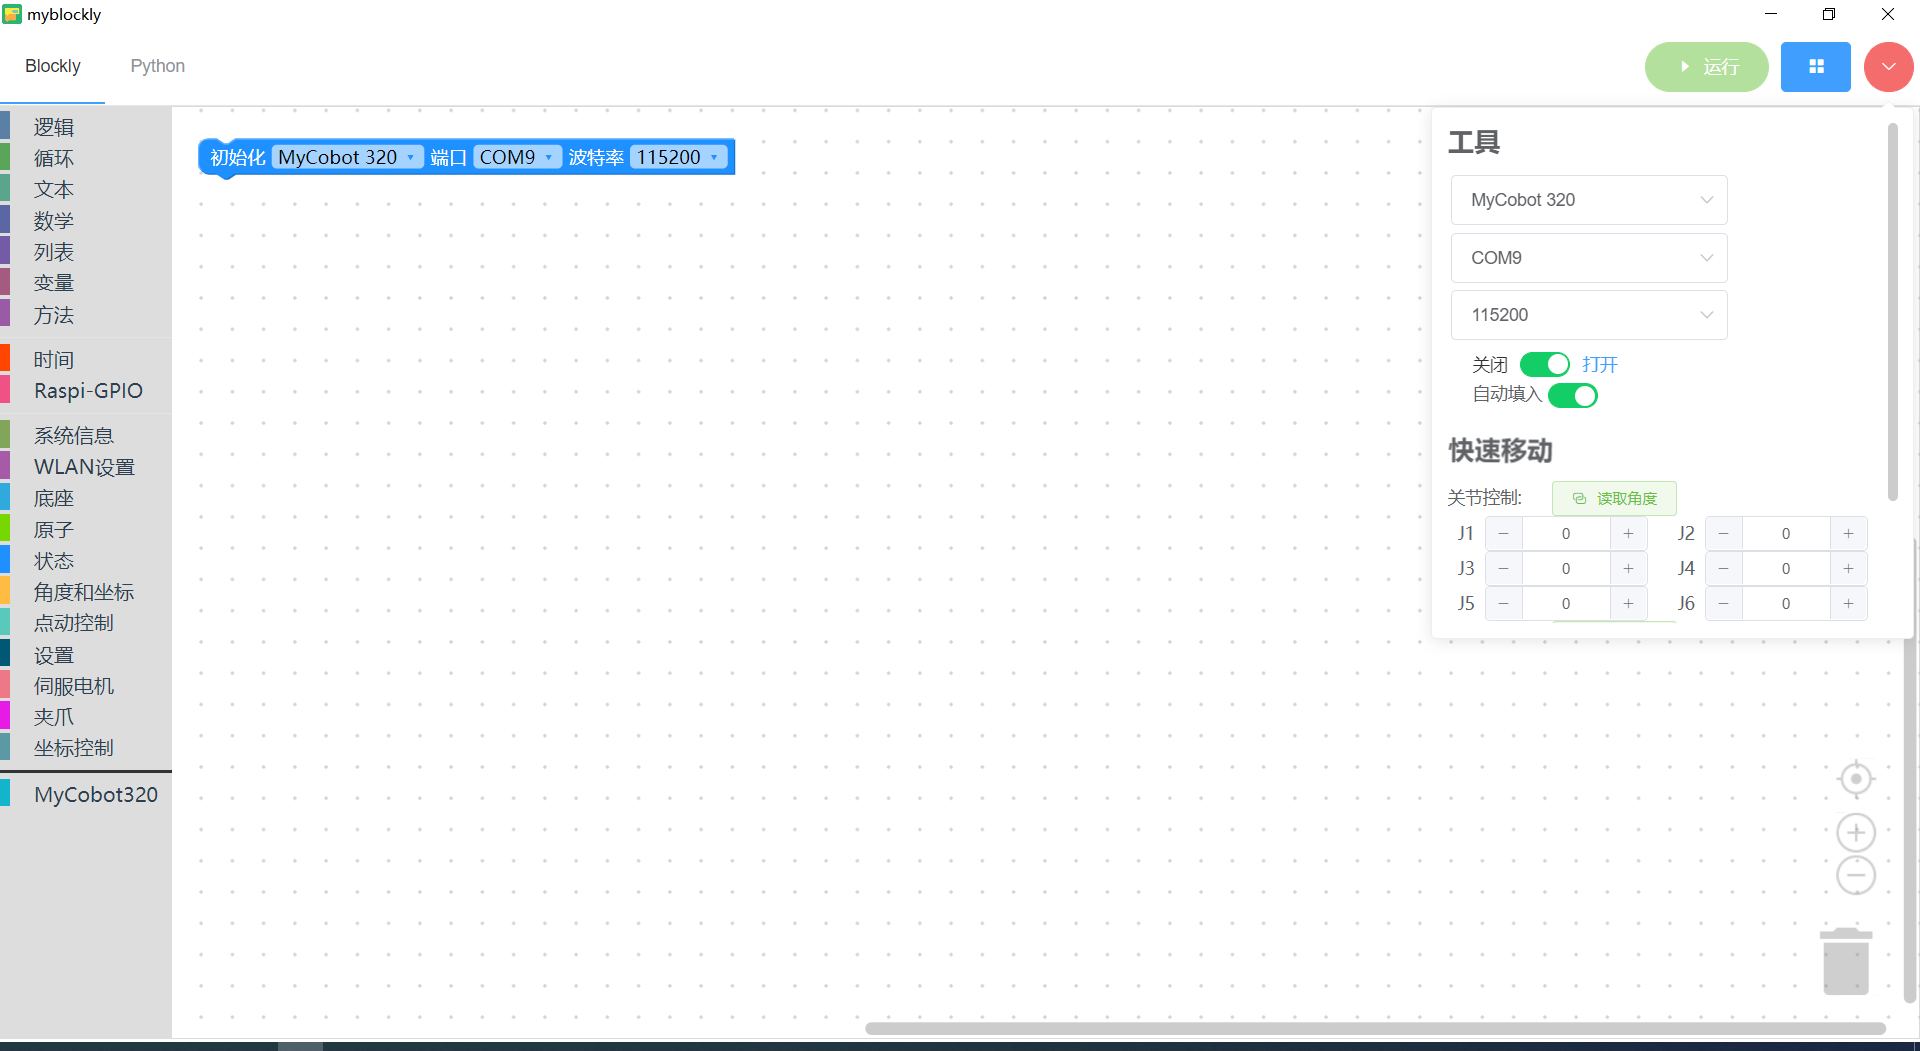 myblockly
Blockly Python
运行
逻辑
循环
文本
数学
列表
变量
方法
时间
Raspi-GPIO
系统信息
WLAN设置
底座
原子
状态
角度和坐标
点动控制
设置
伺服电机
夹爪
坐标控制
MyCobot320
初始化 MyCobot 320 端口 COM9 波特率 115200
工具
MyCobot 320
COM9
115200
关闭 打开
自动填入
快速移动
关节控制: 读取角度
J1 − 0 + J2 − 0 +
J3 − 0 + J4 − 0 +
J5 − 0 + J6 − 0 +